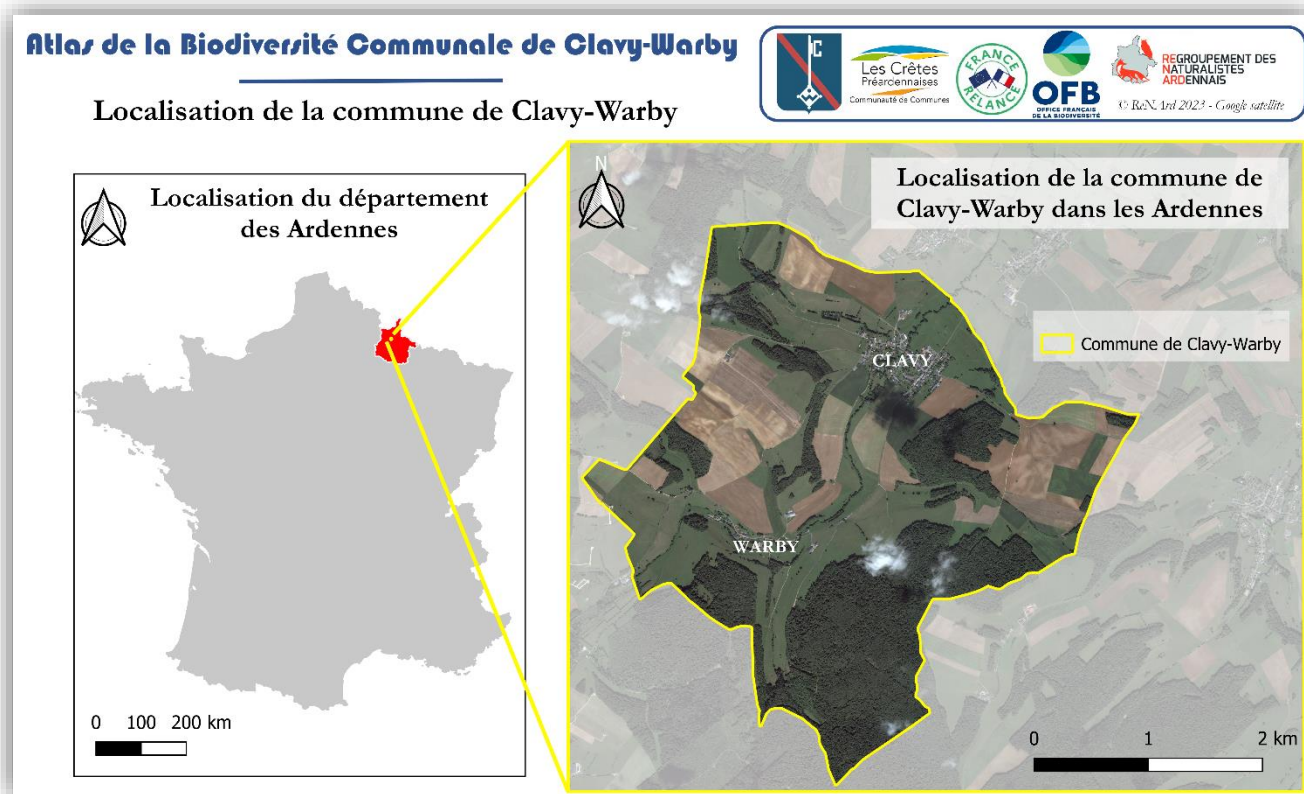 Atlas de la Biodiversité Communale de Clavy-Warby
Localisation de la commune de Clavy-Warby
C
Les Crêtes
Préardennaises
Communauté de Communes
FRANCE
RELANCE
OFB
OFFICE FRANÇAIS
DE LA BIODIVERSITÉ
REGROUPEMENT DES
NATURALISTES
ARDENNAIS
© ReN Ard 2023 - Google satellite
Localisation du département
des Ardennes
0 100 200 km
N
Localisation de la commune de
Clavy-Warby dans les Ardennes
Commune de Clavy-Warby
CLAVY
WARBY
0 1 2 km